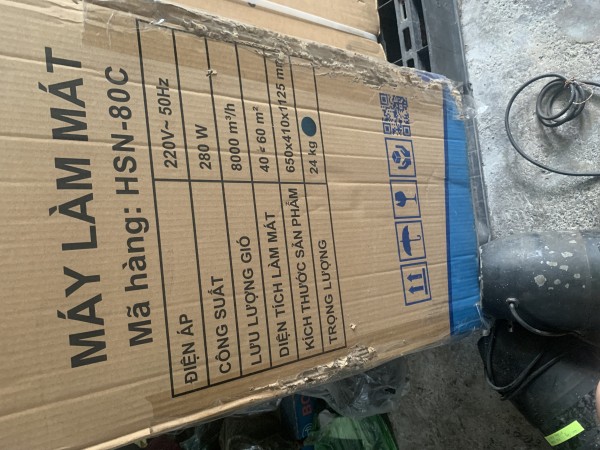 MÁY LÀM MÁT
Mã hàng: HSN-80C
ĐIỆN ÁP 220V~ 50Hz
CÔNG SUẤT 280 W
LƯU LƯỢNG GIÓ 8000 m³/h
DIỆN TÍCH LÀM MÁT 40 - 60 m²
KÍCH THƯỚC SẢN PHẨM 650x410x1125 mm
TRỌNG LƯỢNG 24 kg